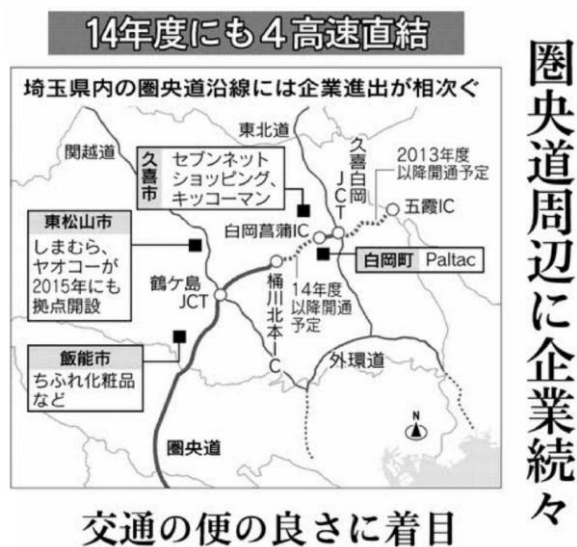 14年度にも4高速直結
圏央道周辺に企業続々
埼玉県内の圏央道沿線には企業進出が相次ぐ
関越道
東北道
久喜市
セブンネット
ショッピング、
キッコーマン
久喜白岡JCT
2013年度
以降開通予定
五霞IC
東松山市
しまむら、
ヤオコーが
2015年にも
拠点開設
白岡菖蒲IC
白岡町 Paltac
鶴ケ島
JCT
桶川北本IC
14年度
以降開通
予定
飯能市
ちふれ化粧品
など
外環道
圏央道
N
交通の便の良さに着目